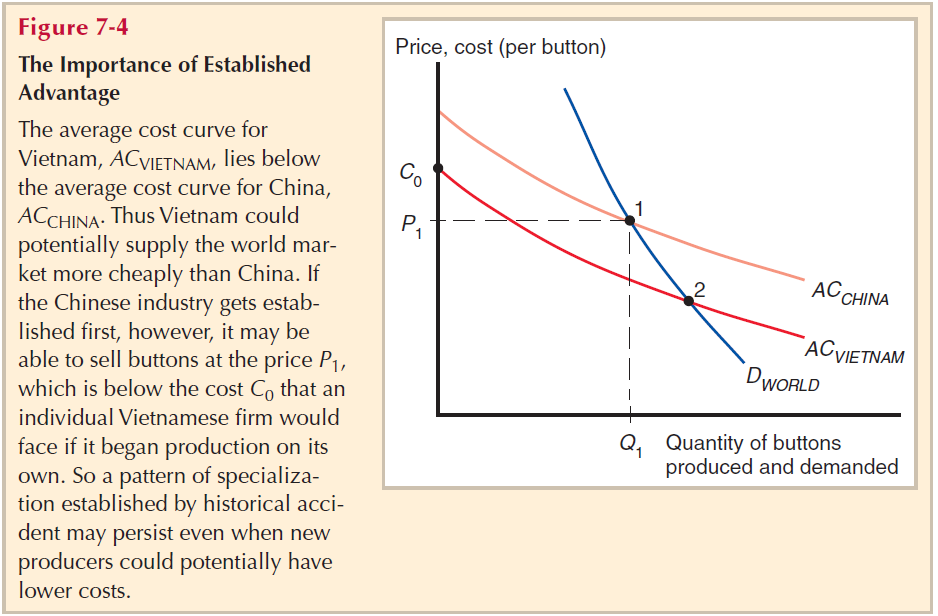 Figure 7-4
The Importance of Established
Advantage
The average cost curve for
Vietnam, ACVIETNAM, lies below
the average cost curve for China,
ACCHINA. Thus Vietnam could
potentially supply the world mar-
ket more cheaply than China. If
the Chinese industry gets estab-
lished first, however, it may be
able to sell buttons at the price P1,
which is below the cost C0 that an
individual Vietnamese firm would
face if it began production on its
own. So a pattern of specializa-
tion established by historical acci-
dent may persist even when new
producers could potentially have
lower costs.
Price, cost (per button)
C0
P1
1
2
ACCHINA
ACVIETNAM
DWORLD
Q1
Quantity of buttons
produced and demanded